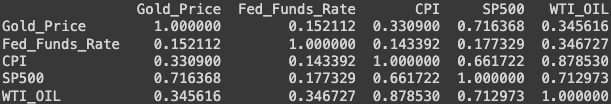 Gold_Price Fed_Funds_Rate CPI SP500 WTI_OIL
Gold_Price 1.000000 0.152112 0.330900 0.716368 0.345616
Fed_Funds_Rate 0.152112 1.000000 0.143392 0.177329 0.346727
CPI 0.330900 0.143392 1.000000 0.661722 0.878530
SP500 0.716368 0.177329 0.661722 1.000000 0.712973
WTI_OIL 0.345616 0.346727 0.878530 0.712973 1.000000